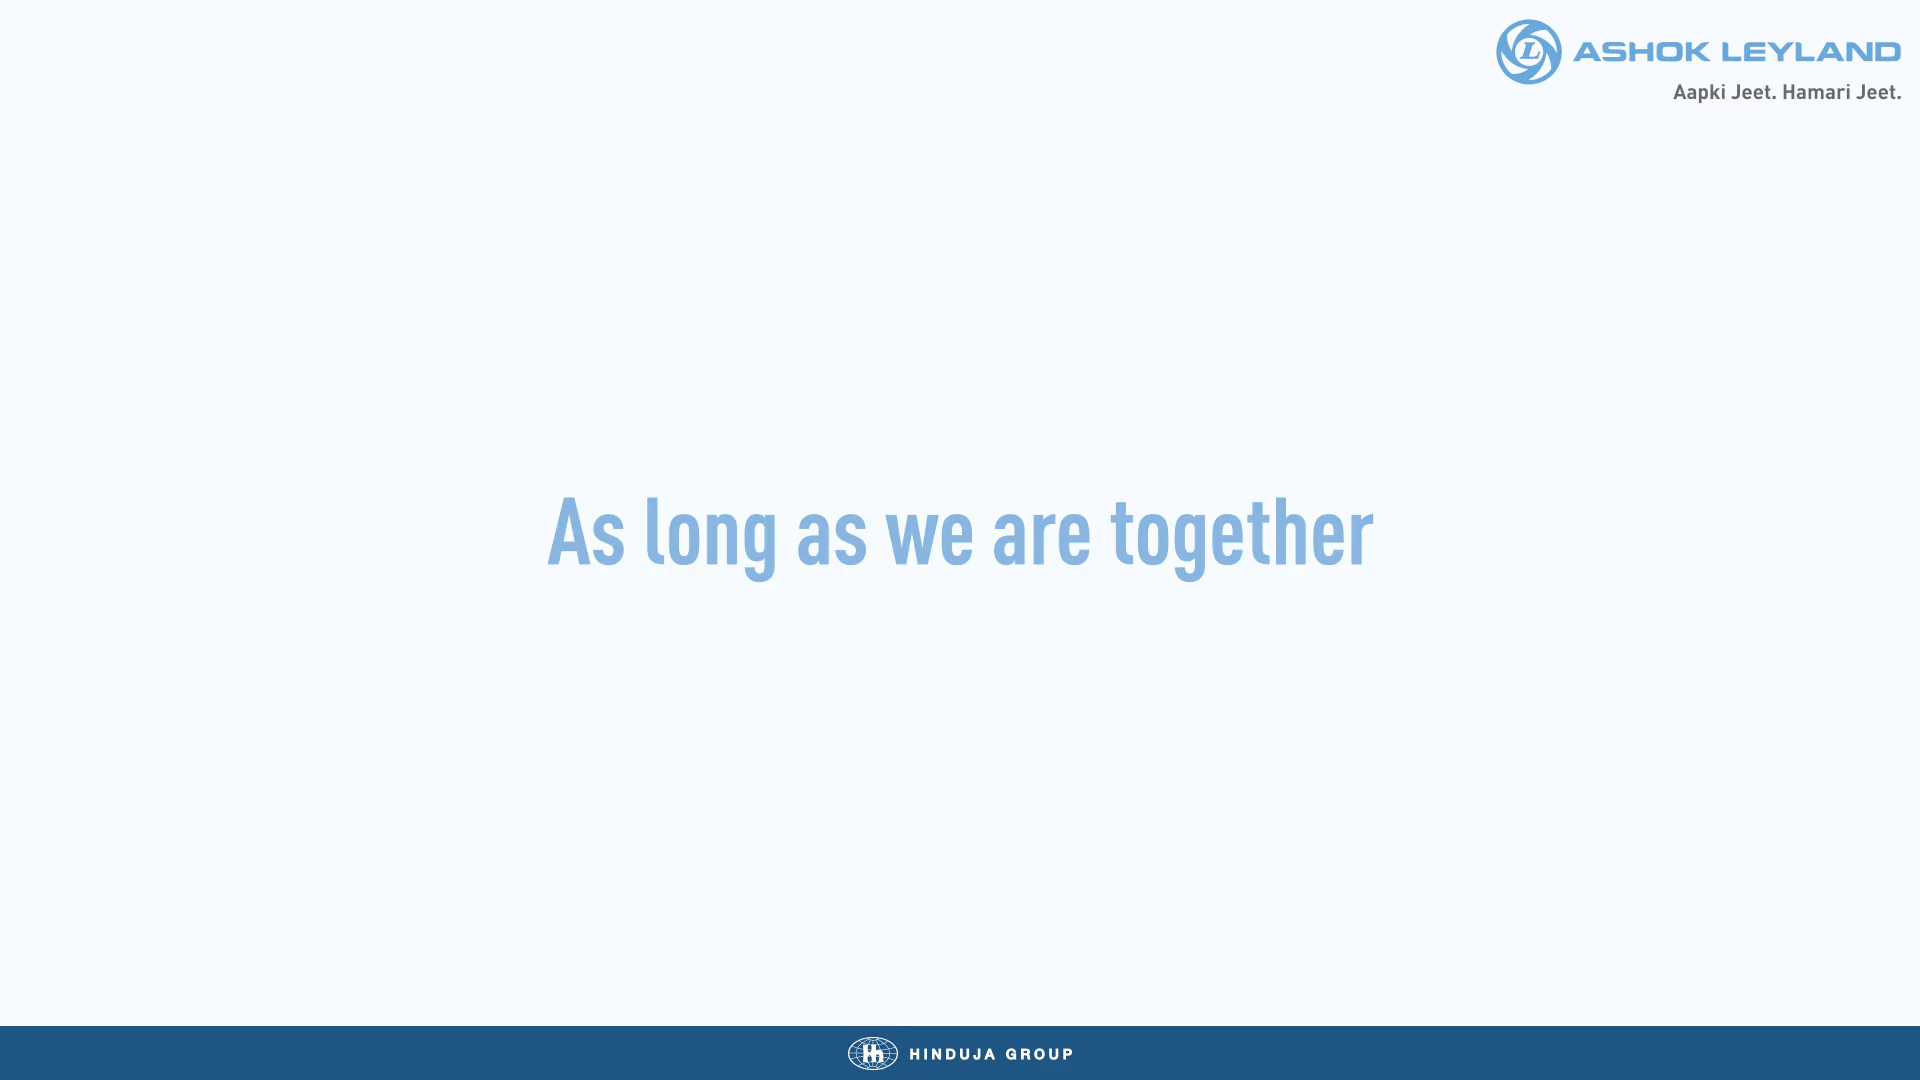 ASHOK LEYLAND
Aapki Jeet. Hamari Jeet.
As long as we are together
HINDUJA GROUP